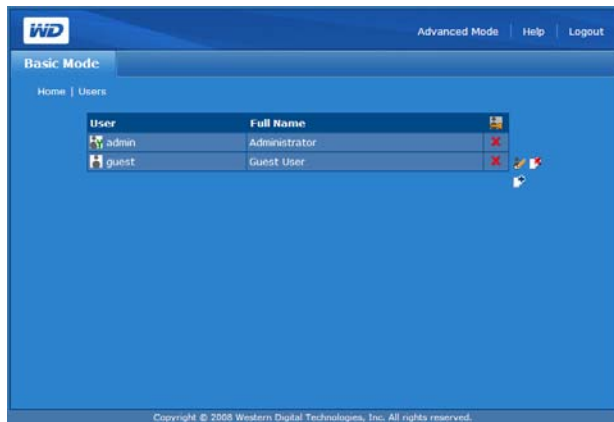 WD
Advanced Mode | Help | Logout
Basic Mode
Home | Users
User Full Name
admin Administrator
guest Guest User
Copyright © 2008 Western Digital Technologies, Inc. All rights reserved.